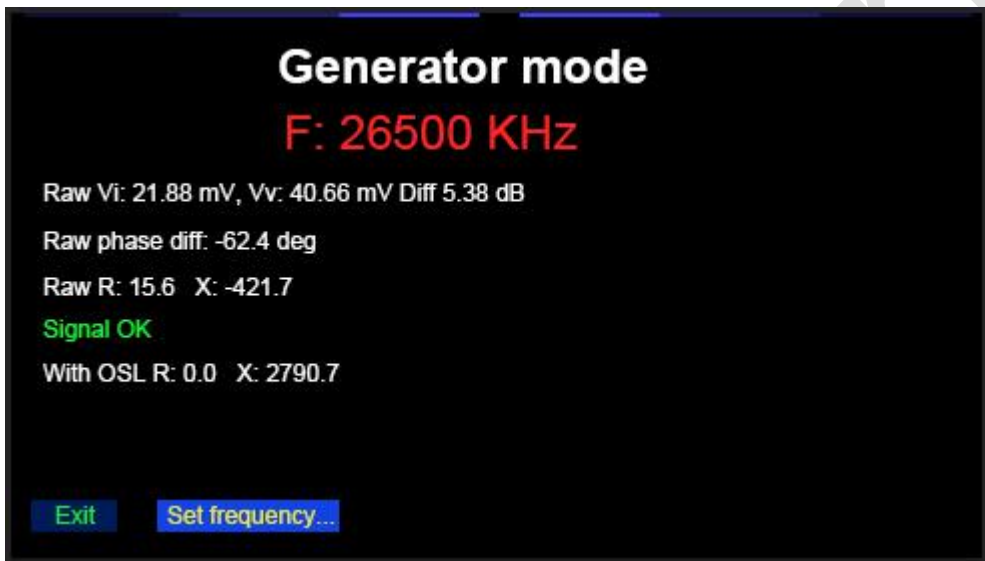 Generator mode
F: 26500 KHz
Raw Vi: 21.88 mV, Vv: 40.66 mV Diff 5.38 dB
Raw phase diff: -62.4 deg
Raw R: 15.6 X: -421.7
Signal OK
With OSL R: 0.0 X: 2790.7
Exit Set frequency...